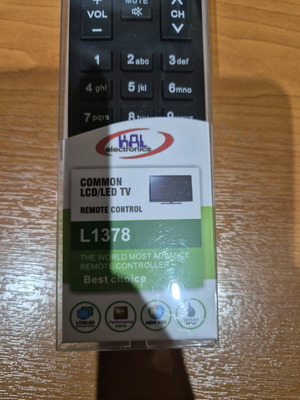 + MUTE ∧
VOL CH
− ∨
1 2abc 3def
4ghi 5jkl 6mno
7pqrs
KAL
electronics
COMMON
LCD/LED TV
REMOTE CONTROL
L1378
THE WORLD MOST ADVANCE
REMOTE CONTROLLER
Best choice